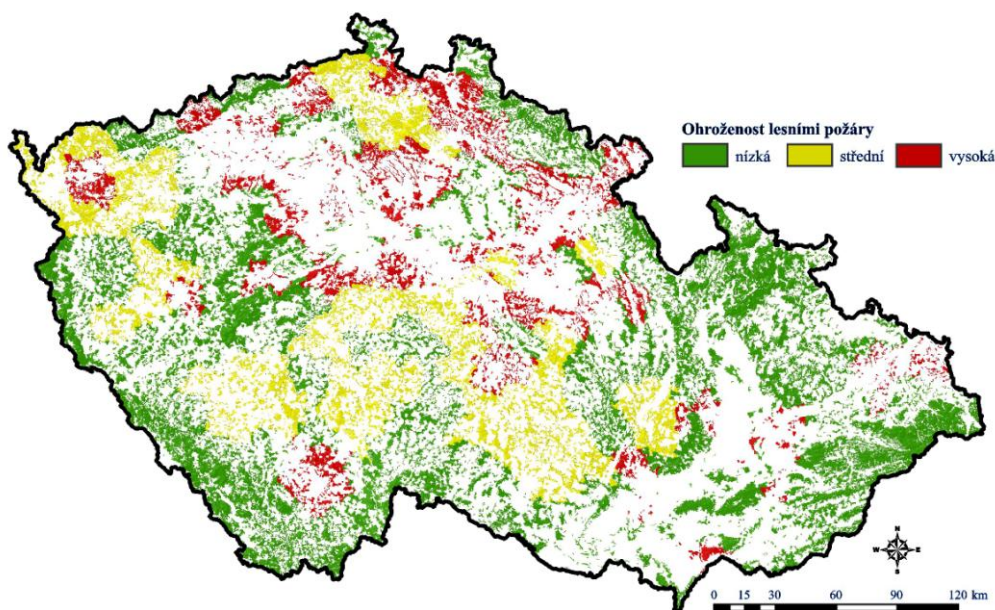 Ohroženost lesními požáry
nízká střední vysoká
N
W E
S
0 15 30 60 90 120 km